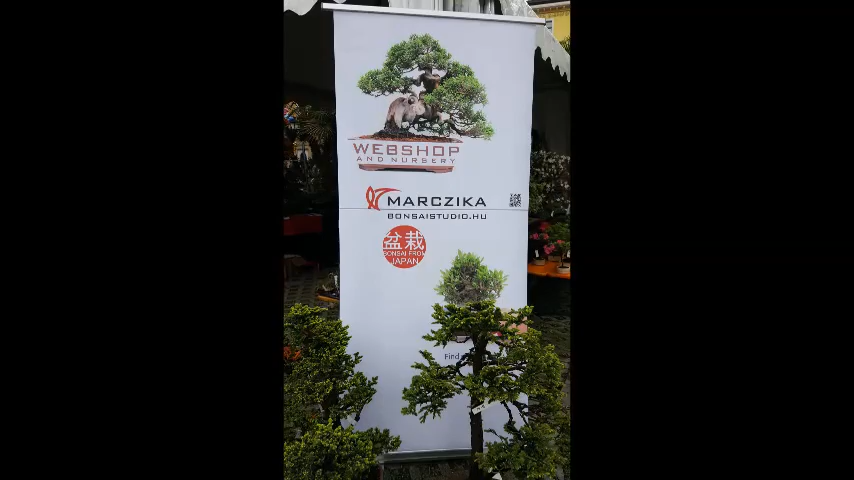 WEBSHOP
AND NURSERY
MARCZIKA
BONSAISTUDIO.HU
盆栽
BONSAI FROM
JAPAN
Find